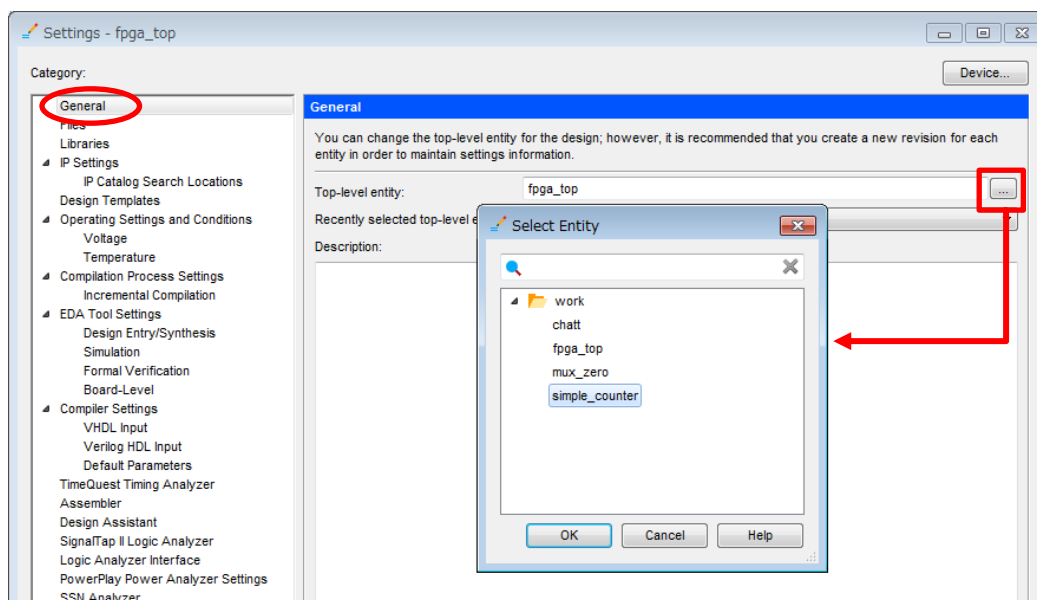 Settings - fpga_top
Category:
Device...
General
Files
Libraries
IP Settings
IP Catalog Search Locations
Design Templates
Operating Settings and Conditions
Voltage
Temperature
Compilation Process Settings
Incremental Compilation
EDA Tool Settings
Design Entry/Synthesis
Simulation
Formal Verification
Board-Level
Compiler Settings
VHDL Input
Verilog HDL Input
Default Parameters
TimeQuest Timing Analyzer
Assembler
Design Assistant
SignalTap II Logic Analyzer
Logic Analyzer Interface
PowerPlay Power Analyzer Settings
SSN Analyzer
General
You can change the top-level entity for the design; however, it is recommended that you create a new revision for each
entity in order to maintain settings information.
Top-level entity:
fpga_top
...
Recently selected top-level e
Description:
Select Entity
work
chatt
fpga_top
mux_zero
simple_counter
OK
Cancel
Help